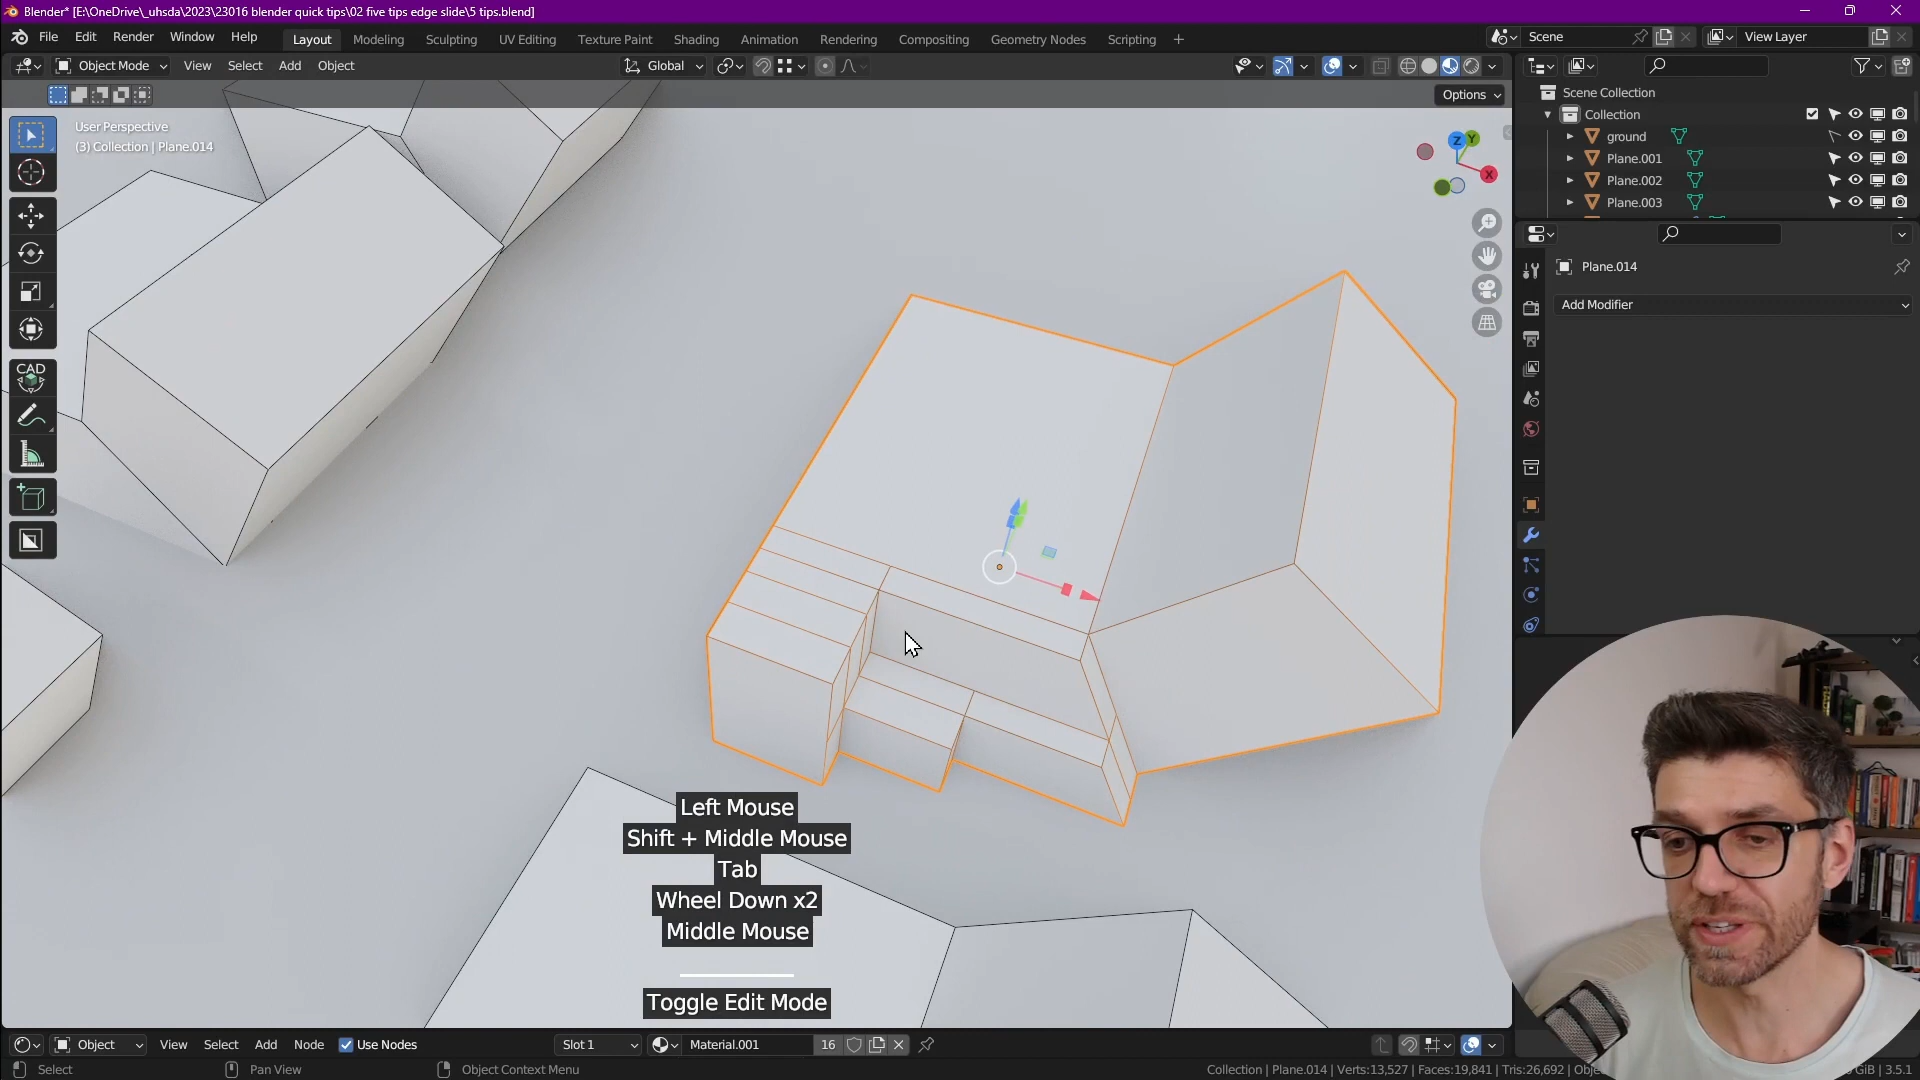 Blender* [E:\OneDrive\_uhsda\2023\23016 blender quick tips\02 five tips edge slide\5 tips.blend]
File Edit Render Window Help
Layout Modeling Sculpting UV Editing Texture Paint Shading Animation Rendering Compositing Geometry Nodes Scripting +
Scene
View Layer
Object Mode View Select Add Object
Global
Options
User Perspective
(3) Collection | Plane.014
Z
Y
X
CAD
Scene Collection
Collection
ground
Plane.001
Plane.002
Plane.003
Plane.014
Add Modifier
Left Mouse
Shift + Middle Mouse
Tab
Wheel Down x2
Middle Mouse
Toggle Edit Mode
Object View Select Add Node Use Nodes
Slot 1
Material.001
16
Select
Pan View
Object Context Menu
Collection | Plane.014 | Verts:13,527 | Faces:19,841 | Tris:26,692 |
GiB | 3.5.1